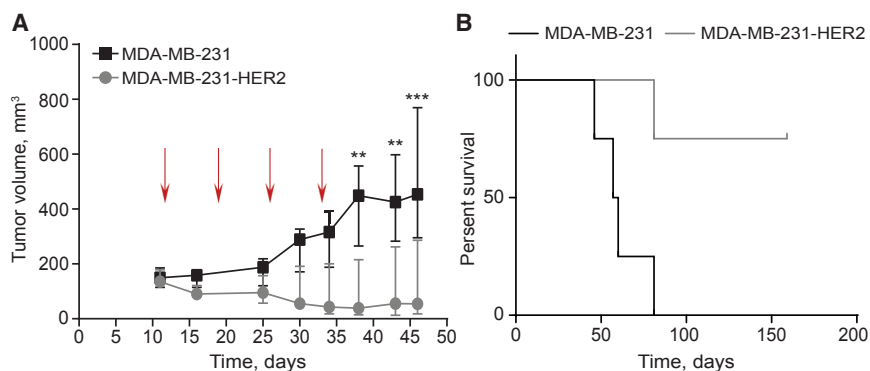 A
1000
800
600
400
200
0
Tumor volume, mm³
MDA-MB-231
MDA-MB-231-HER2
**
**
***
0 5 10 15 20 25 30 35 40 45 50
Time, days
B
MDA-MB-231 MDA-MB-231-HER2
100
50
0
Persent survival
0 50 100 150 200
Time, days